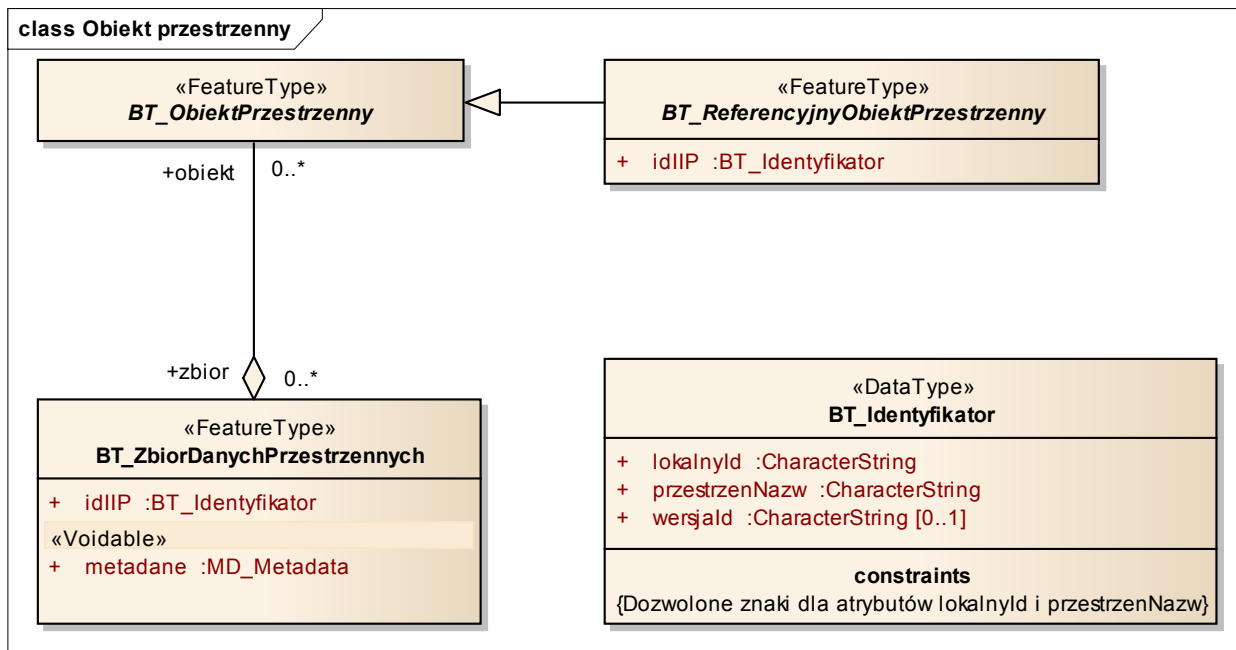 class Obiekt przestrzenny
«FeatureType»
BT_ObiektPrzestrzenny
«FeatureType»
BT_ReferencyjnyObiektPrzestrzenny
+ idIIP :BT_Identyfikator
+obiekt 0..*
+zbior 0..*
«FeatureType»
BT_ZbiorDanychPrzestrzennych
+ idIIP :BT_Identyfikator
«Voidable»
+ metadane :MD_Metadata
«DataType»
BT_Identyfikator
+ lokalnyId :CharacterString
+ przestrzenNazw :CharacterString
+ wersjaId :CharacterString [0..1]
constraints
{Dozwolone znaki dla atrybutów lokalnyId i przestrzenNazw}